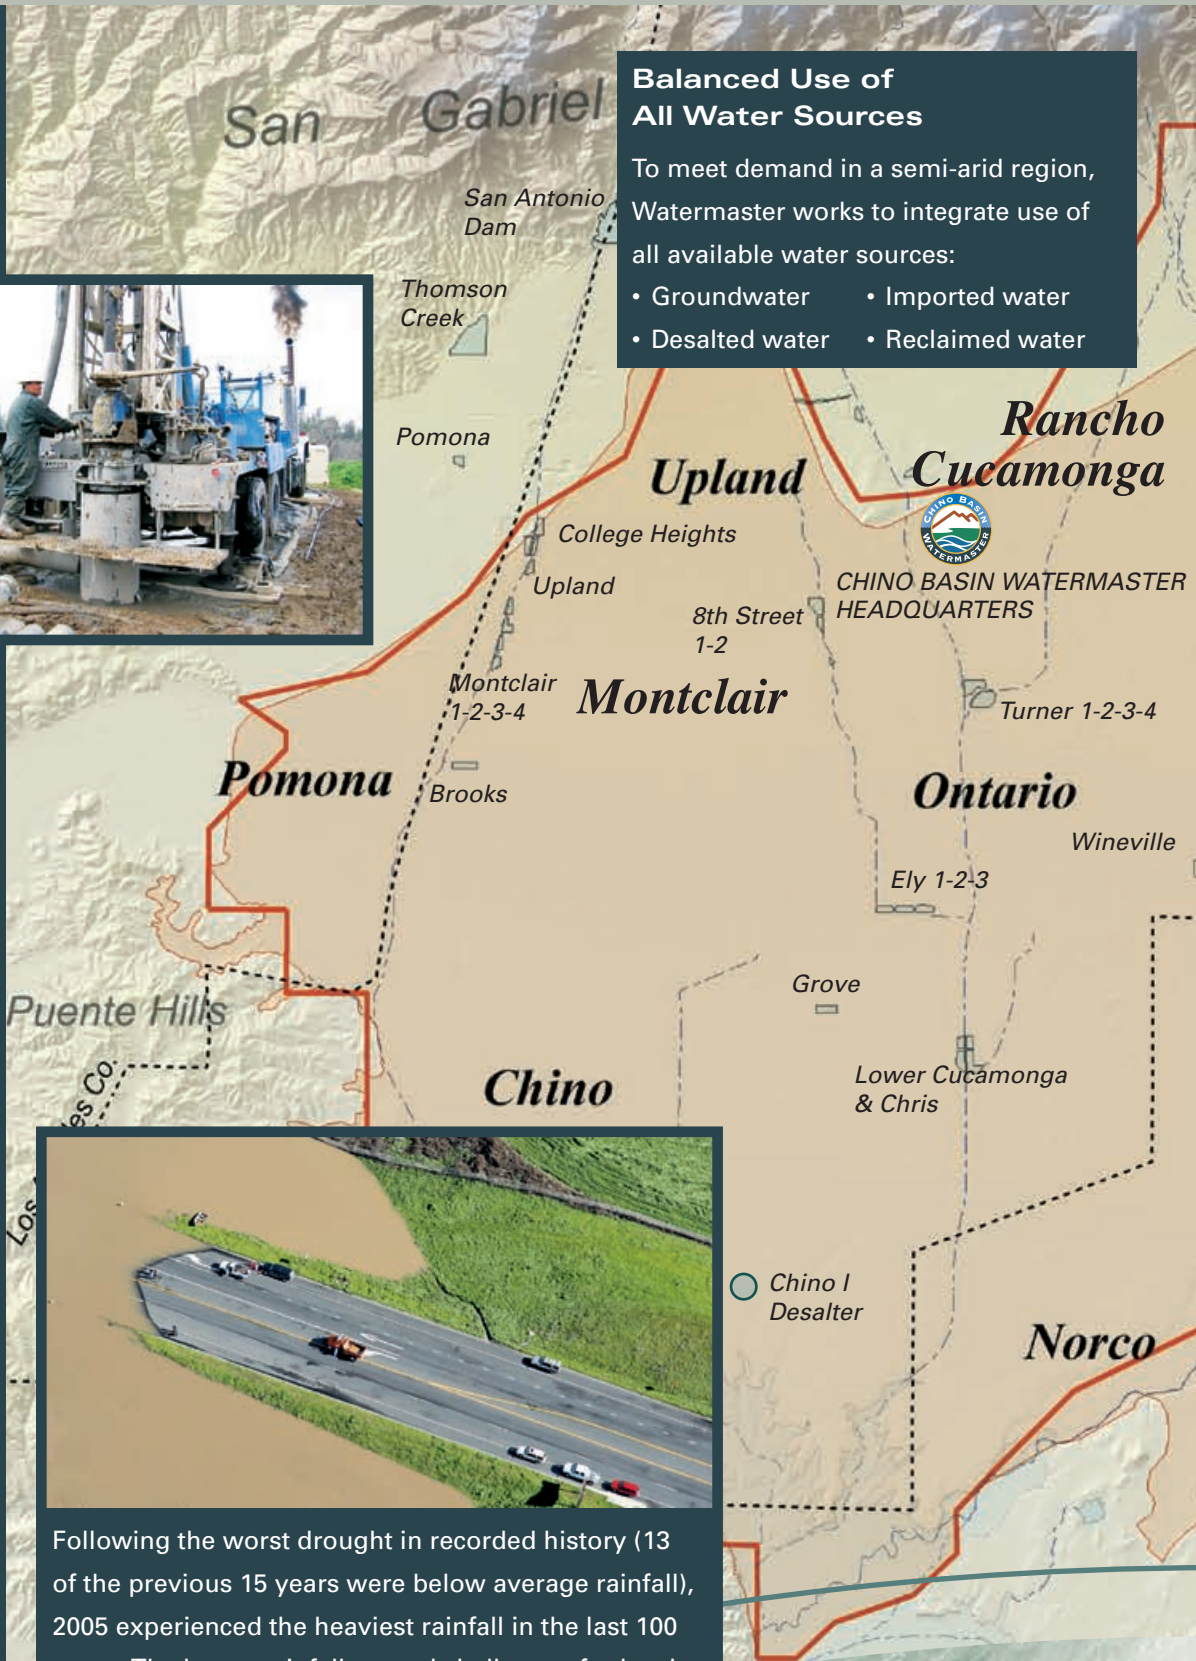 San Gabriel
Balanced Use of
All Water Sources
To meet demand in a semi-arid region,
Watermaster works to integrate use of
all available water sources:
• Groundwater • Imported water
• Desalted water • Reclaimed water
San Antonio
Dam
Thomson
Creek
Pomona
Rancho
Cucamonga
Upland
CHINO BASIN
WATERMASTER
College Heights
Upland
CHINO BASIN WATERMASTER
HEADQUARTERS
8th Street
1-2
Montclair
1-2-3-4
Montclair
Turner 1-2-3-4
Pomona
Brooks
Ontario
Wineville
Ely 1-2-3
Puente Hills
Grove
Chino
Lower Cucamonga
& Chris
Los
les Co.
Chino I
Desalter
Norco
Following the worst drought in recorded history (13
of the previous 15 years were below average rainfall),
2005 experienced the heaviest rainfall in the last 100